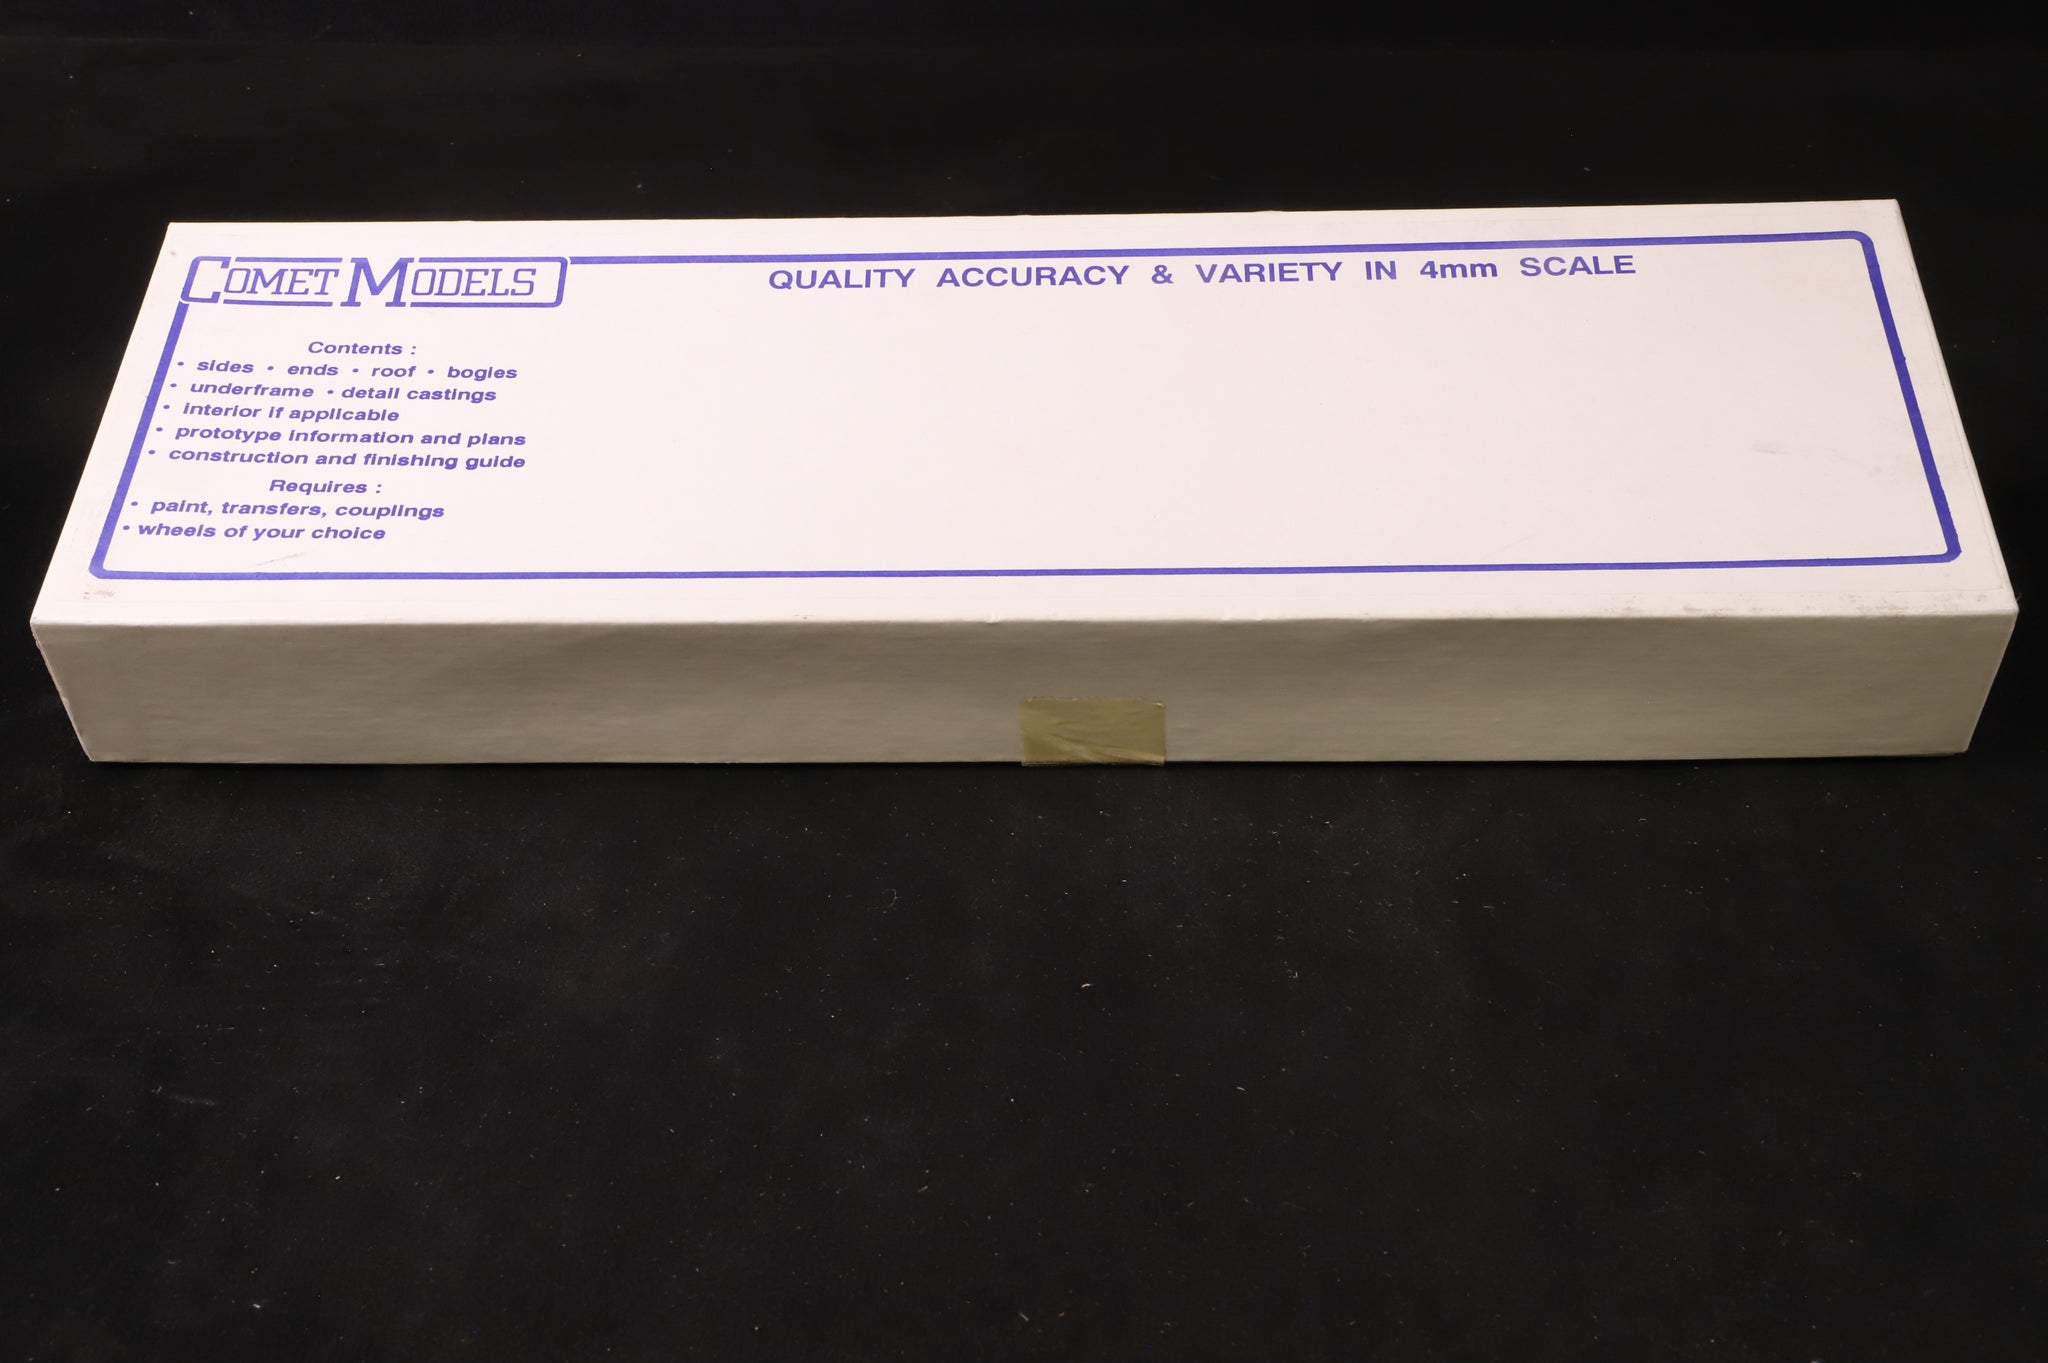 COMET MODELS
QUALITY ACCURACY & VARIETY IN 4mm SCALE
Contents :
• sides • ends • roof • bogies
• underframe • detail castings
• interior if applicable
• prototype information and plans
• construction and finishing guide
Requires :
• paint, transfers, couplings
• wheels of your choice